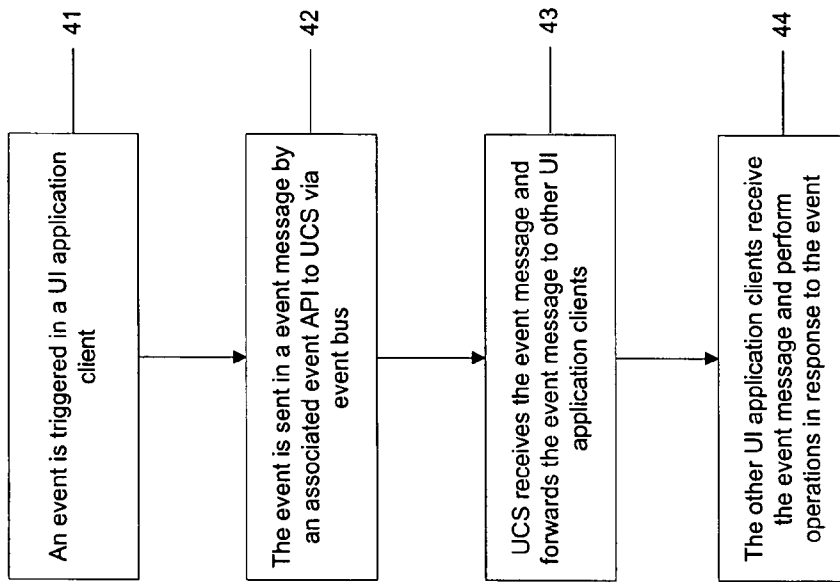 An event is triggered in a UI application
client
41
The event is sent in a event message by
an associated event API to UCS via
event bus
42
UCS receives the event message and
forwards the event message to other UI
application clients
43
The other UI application clients receive
the event message and perform
operations in response to the event
44